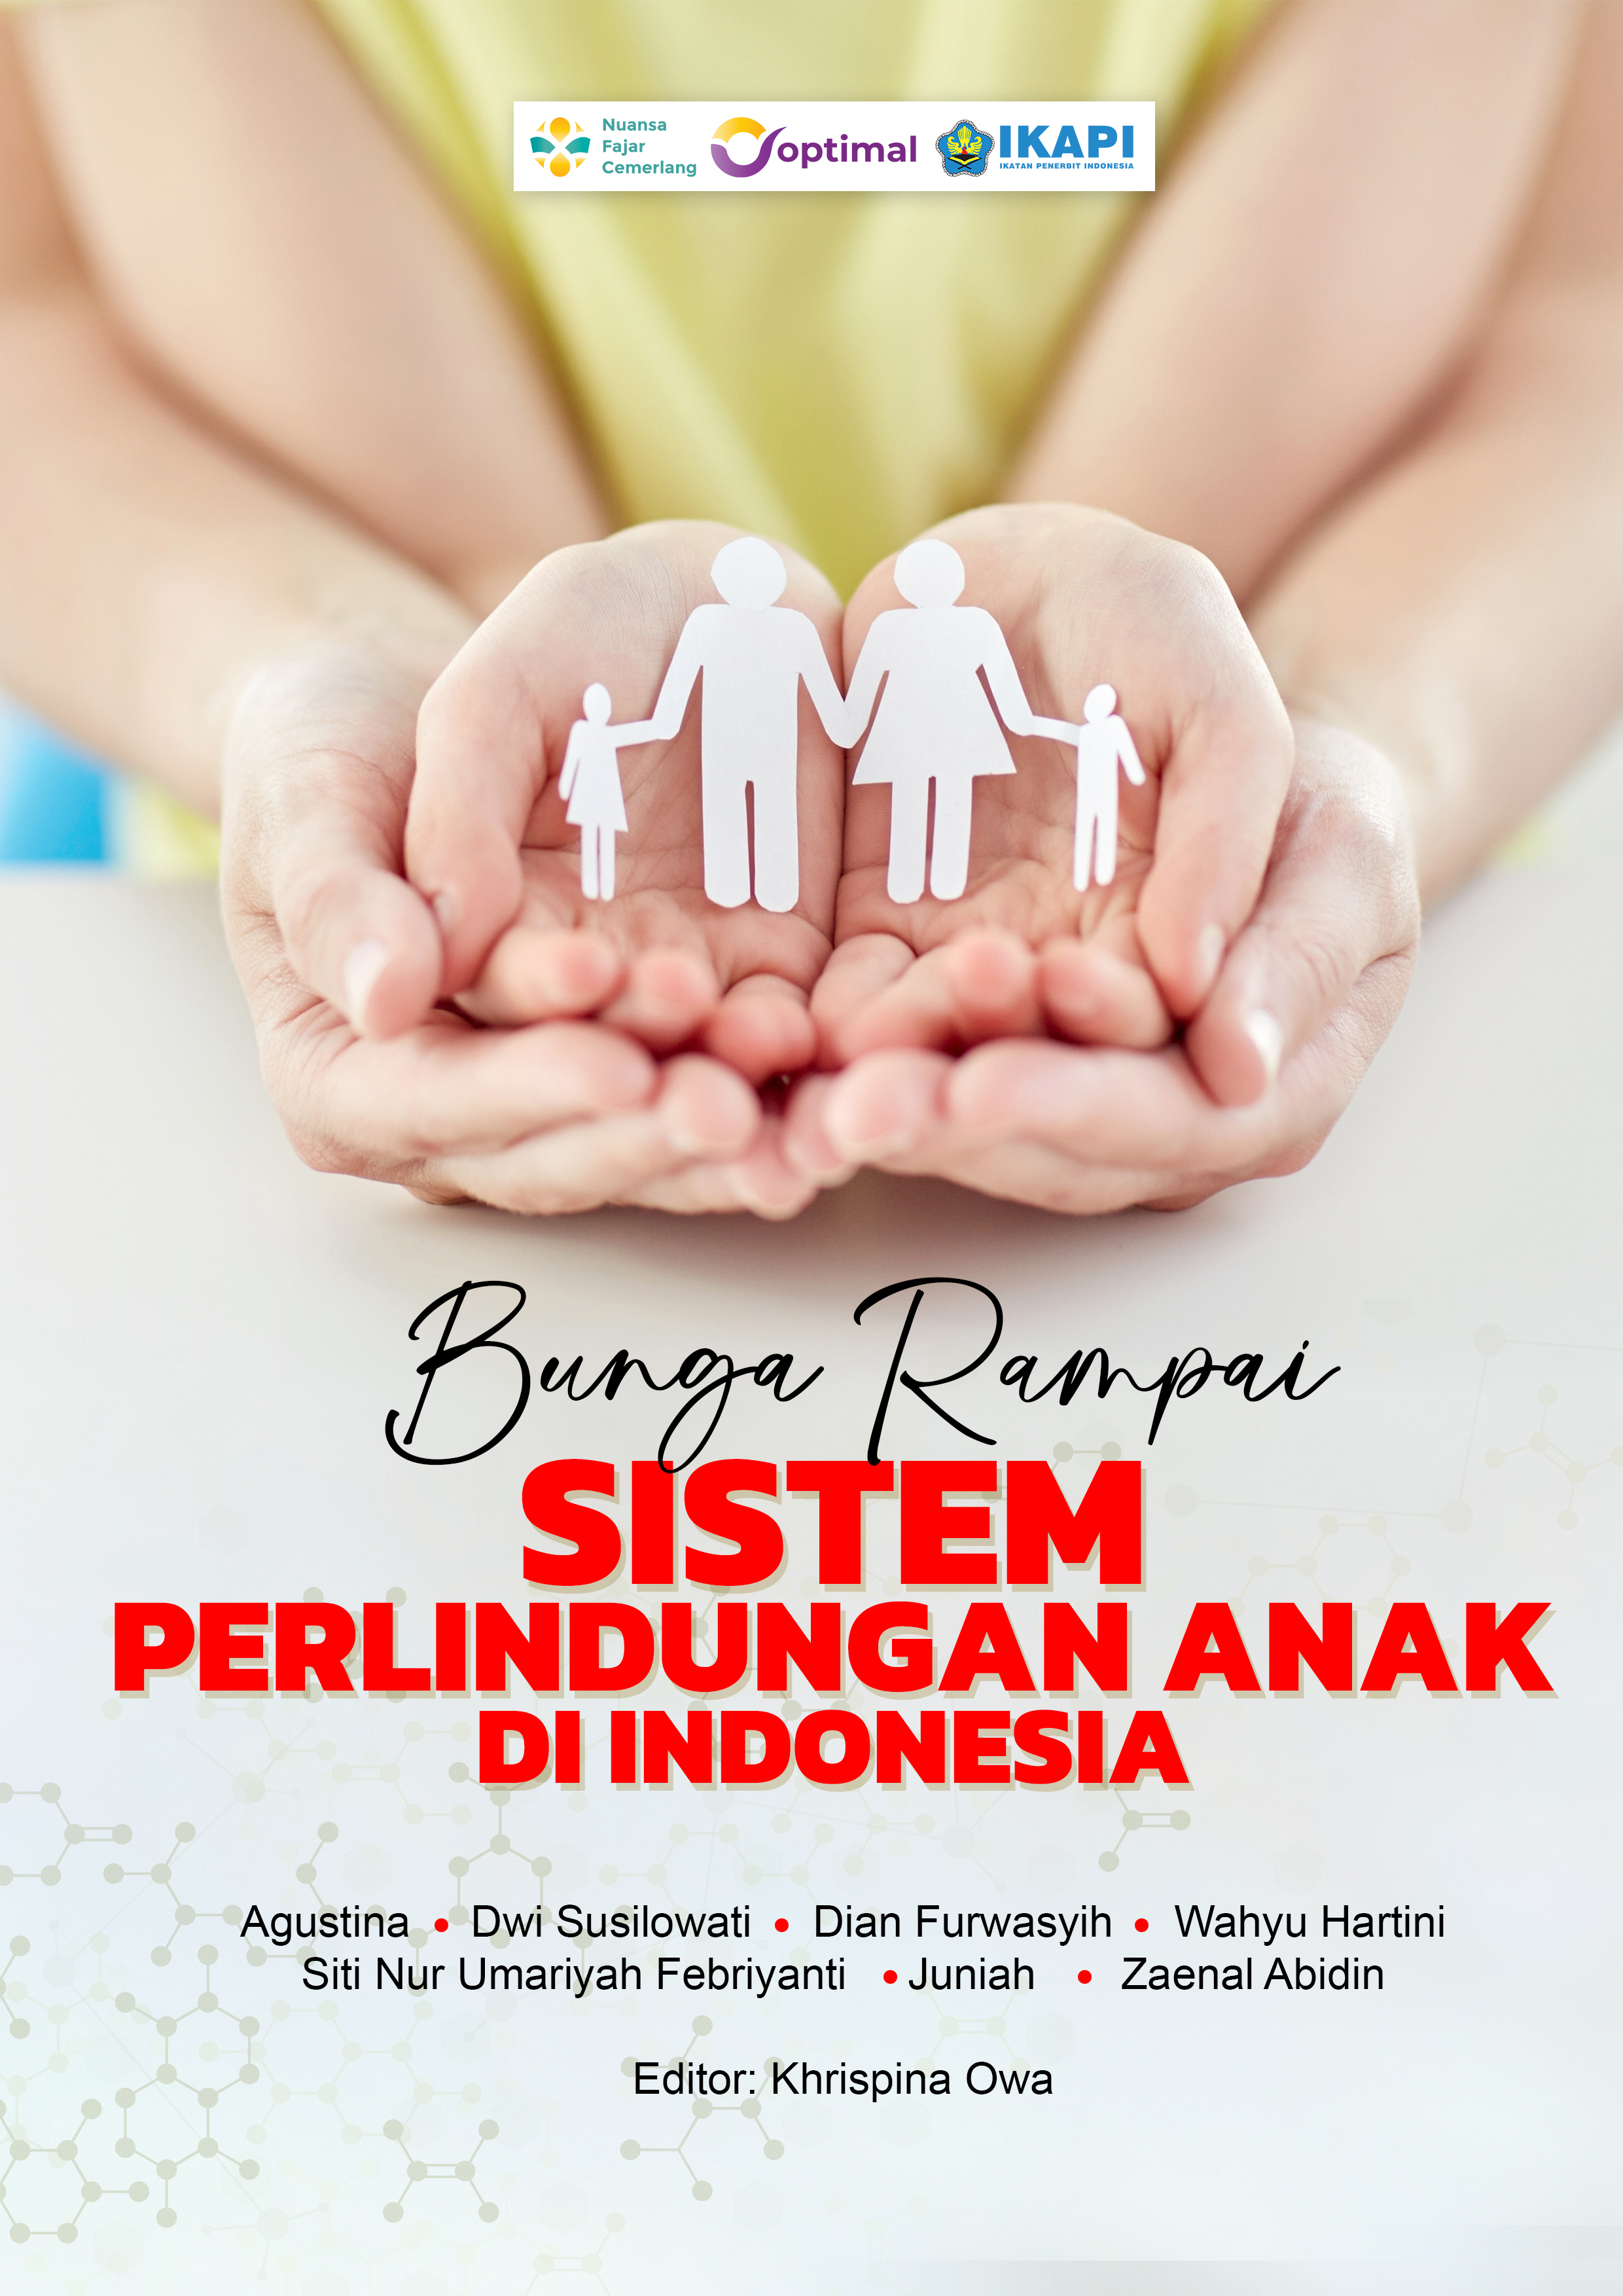 Nuansa
Fajar
Cemerlang
optimal
IKAPI
IKATAN PENERBIT INDONESIA
Bunga Rampai
SISTEM
PERLINDUNGAN ANAK
DI INDONESIA
Agustina • Dwi Susilowati • Dian Furwasyih • Wahyu Hartini
Siti Nur Umariyah Febriyanti • Juniah • Zaenal Abidin
Editor: Khrispina Owa